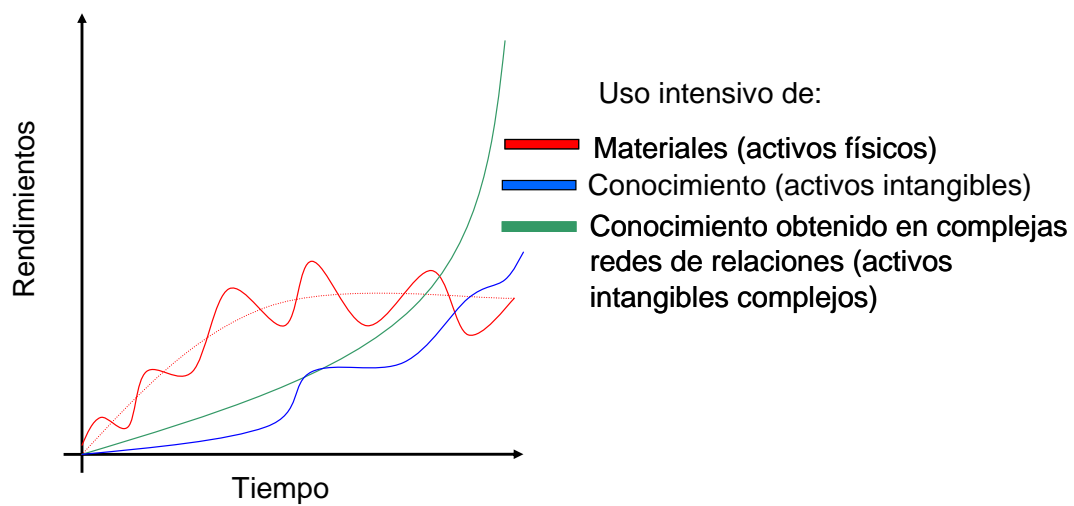 Rendimientos
Uso intensivo de:
Materiales (activos físicos)
Conocimiento (activos intangibles)
Conocimiento obtenido en complejas
redes de relaciones (activos
intangibles complejos)
Tiempo